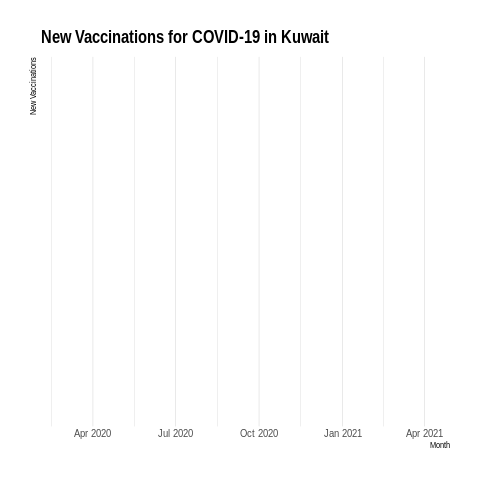 New Vaccinations for COVID-19 in Kuwait
New Vaccinations
Apr 2020
Jul 2020
Oct 2020
Jan 2021
Apr 2021
Month